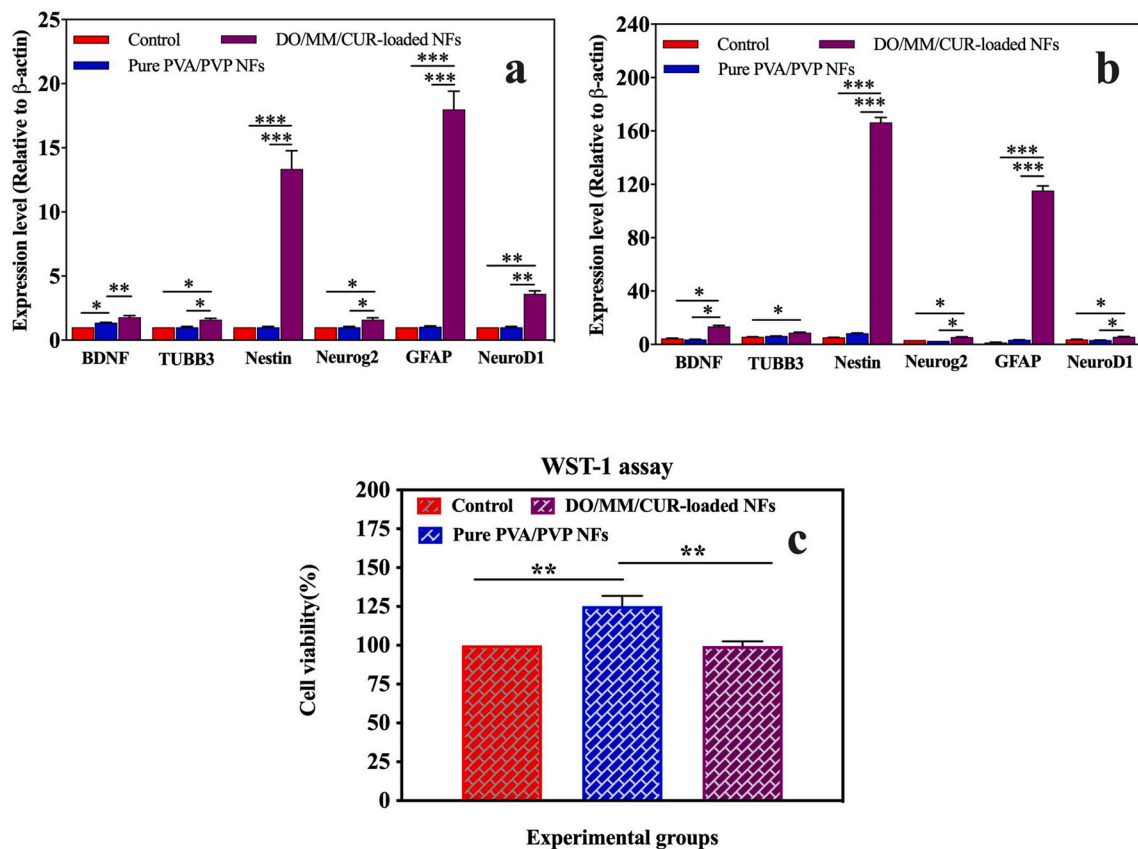 Control DO/MM/CUR-loaded NFs
Pure PVA/PVP NFs
a
Expression level (Relative to β-actin)
25
20
15
10
5
0
* ** * * *** *** * * *** *** ** **
BDNF TUBB3 Nestin Neurog2 GFAP NeuroD1
Control DO/MM/CUR-loaded NFs
Pure PVA/PVP NFs
b
Expression level (Relative to β-actin)
240
200
160
120
80
40
0
* * * *** *** * * *** *** * *
BDNF TUBB3 Nestin Neurog2 GFAP NeuroD1
WST-1 assay
Control DO/MM/CUR-loaded NFs
Pure PVA/PVP NFs
c
Cell viability(%)
200
175
150
125
100
75
50
25
0
** **
Experimental groups